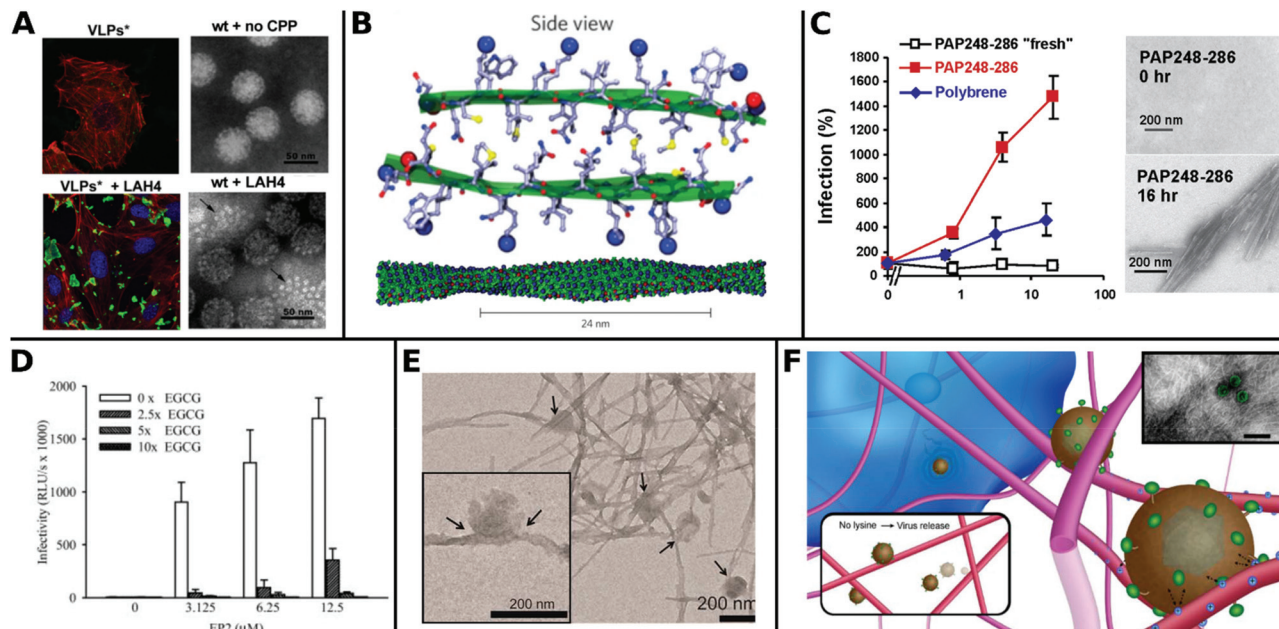 A
VLPs*
wt + no CPP
50 nm
VLPs* + LAH4
wt + LAH4
50 nm
B
Side view
24 nm
C
PAP248-286 "fresh"
PAP248-286
Polybrene
Infection (%)
1800
1600
1400
1200
1000
800
600
400
200
0
0
1
10
100
PAP248-286
0 hr
200 nm
PAP248-286
16 hr
200 nm
D
Infectivity (RLU/s x 1000)
2000
1500
1000
500
0
0 x EGCG
2.5x EGCG
5x EGCG
10x EGCG
0
3.125
6.25
12.5
EP2 (μM)
E
200 nm
200 nm
F
No lysine → Virus release